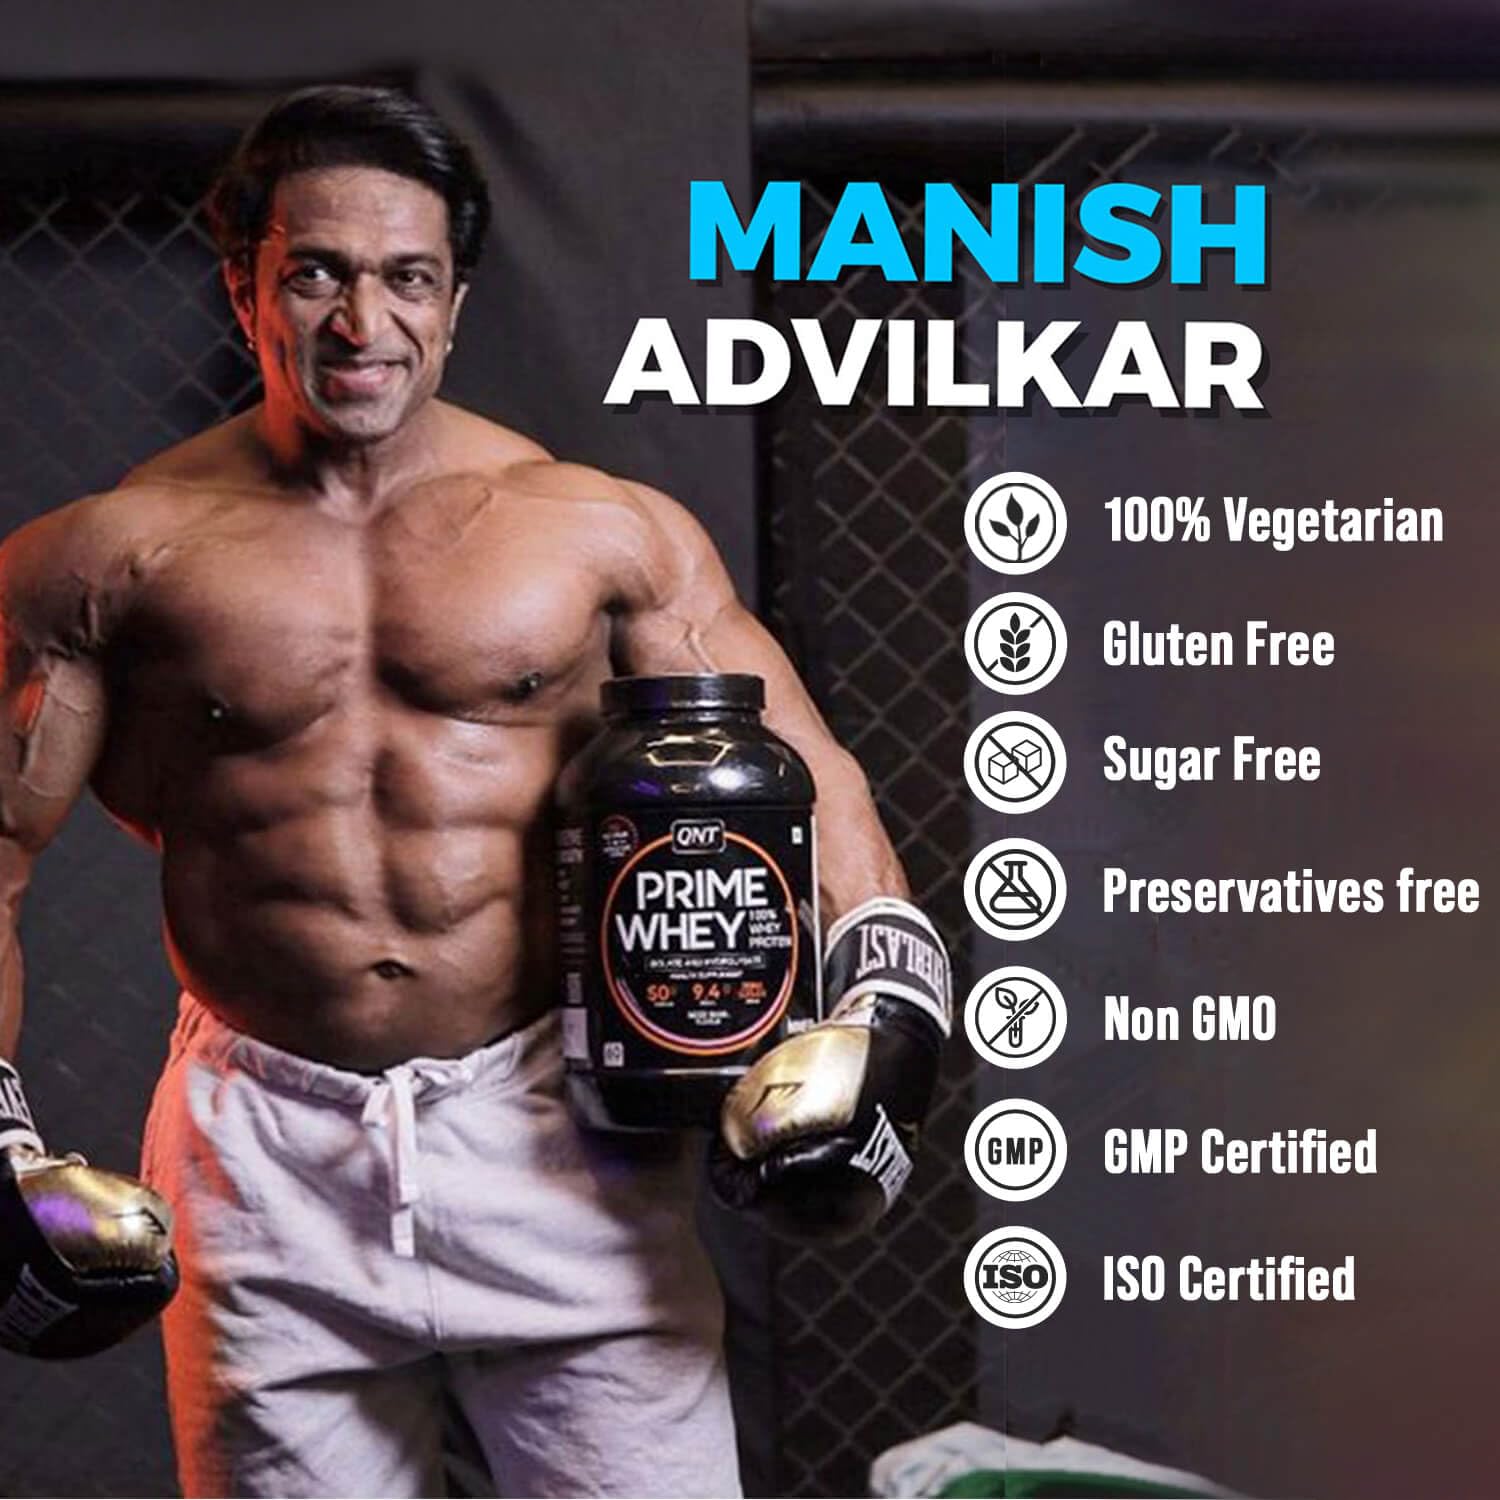 MANISH
ADVILKAR
100% Vegetarian
Gluten Free
Sugar Free
Preservatives free
Non GMO
GMP
GMP Certified
ISO
ISO Certified
QNT
PRIME
WHEY
100%
WHEY
PROTEIN
ISOLATE AND HYDROLYSATE
50
9.4
EVERLAST